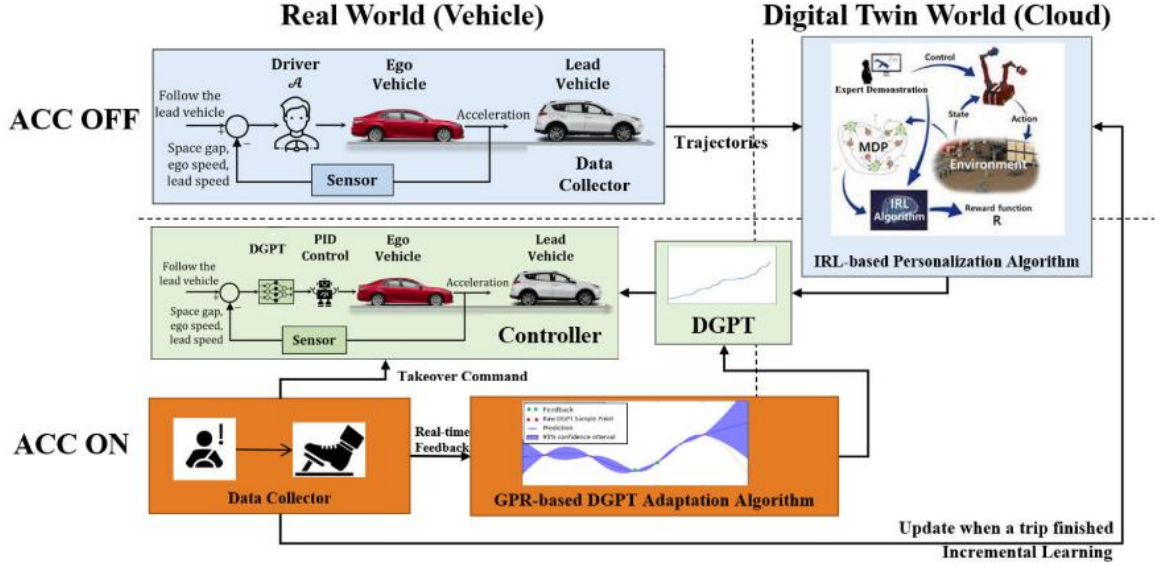 Real World (Vehicle)
Digital Twin World (Cloud)
ACC OFF
Driver
𝒜
Ego
Vehicle
Lead
Vehicle
Follow the
lead vehicle
+
−
Acceleration
Space gap,
ego speed,
lead speed
Sensor
Data
Collector
Trajectories
Control
Expert Demonstration
State
Action
MDP
Environment
IRL
Algorithm
Reward function
R
IRL-based Personalization Algorithm
DGPT
PID
Control
Ego
Vehicle
Lead
Vehicle
Follow the
lead vehicle
+
−
Acceleration
Space gap,
ego speed,
lead speed
Sensor
Controller
DGPT
Takeover Command
ACC ON
!
Data Collector
Real-time
Feedback
Feedback
Raw DGPT Sample Point
Prediction
95% confidence interval
GPR-based DGPT Adaptation Algorithm
Update when a trip finished
Incremental Learning